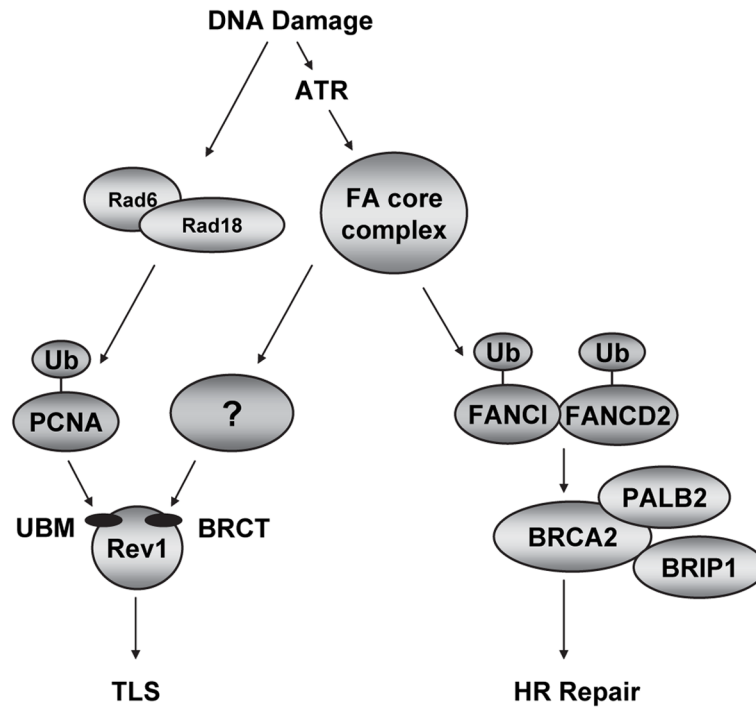 DNA Damage
ATR
Rad6
Rad18
FA core
complex
Ub
PCNA
?
Ub
Ub
FANCI
FANCD2
UBM
BRCT
Rev1
PALB2
BRCA2
BRIP1
TLS
HR Repair